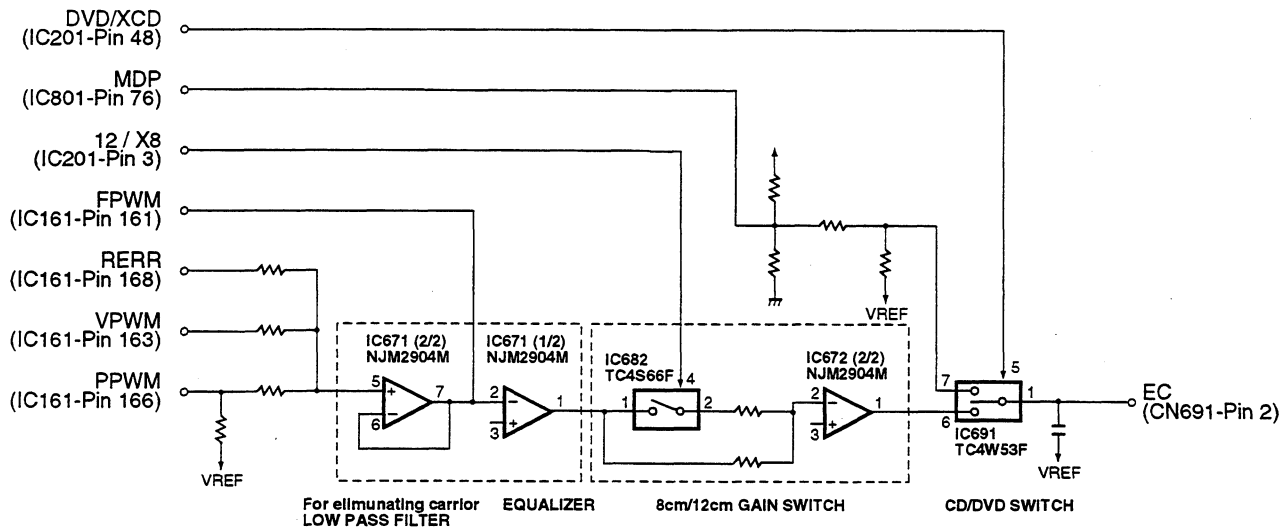 DVD/XCD
(IC201-Pin 48)
MDP
(IC801-Pin 76)
12 / X8
(IC201-Pin 3)
FPWM
(IC161-Pin 161)
RERR
(IC161-Pin 168)
VPWM
(IC161-Pin 163)
PPWM
(IC161-Pin 166)
VREF
IC671 (2/2)
NJM2904M
5
+
7
−
6
IC671 (1/2)
NJM2904M
2
−
1
3
+
IC682
TC4S66F
4
1
2
IC672 (2/2)
NJM2904M
2
−
1
3
+
VREF
5
7
1
6
IC691
TC4W53F
EC
(CN691-Pin 2)
VREF
For elimunating carrior
LOW PASS FILTER
EQUALIZER
8cm/12cm GAIN SWITCH
CD/DVD SWITCH